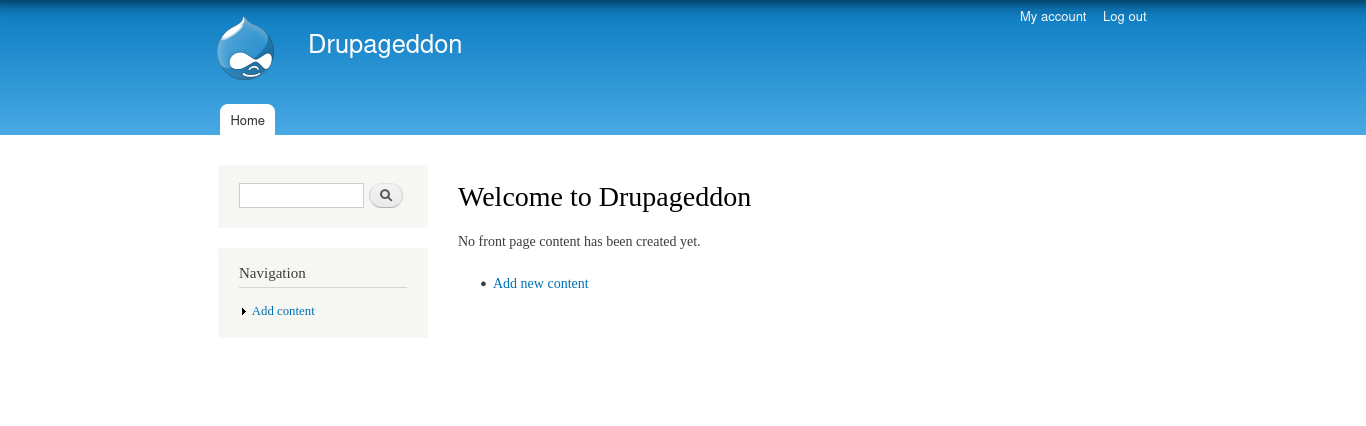 My account Log out
Drupageddon
Home
Welcome to Drupageddon
No front page content has been created yet.
Navigation
Add new content
Add content